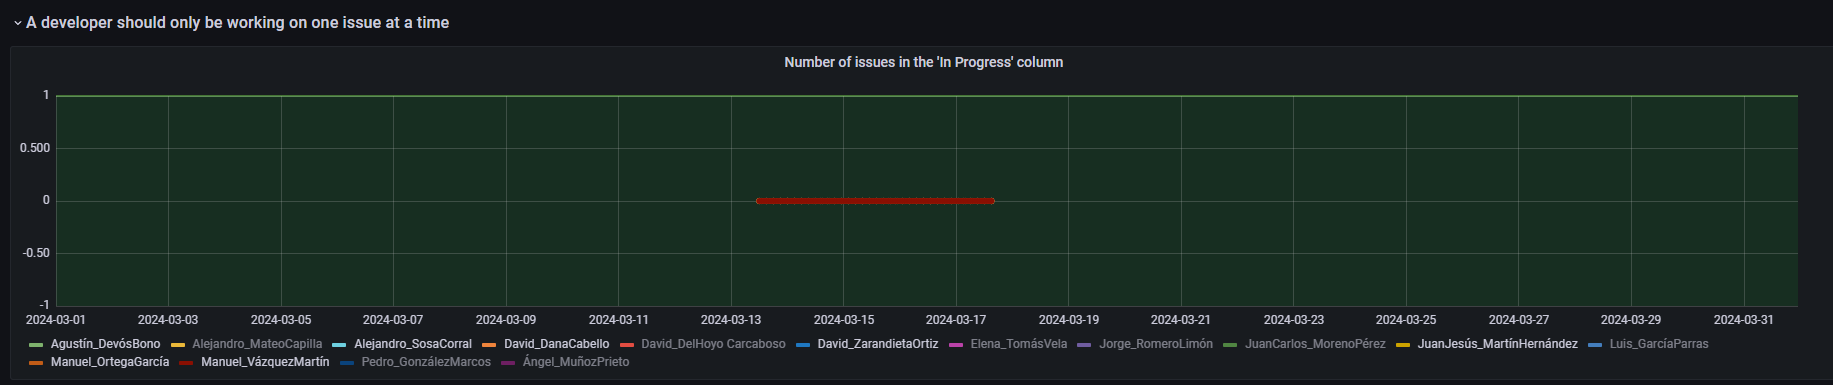 A developer should only be working on one issue at a time
Number of issues in the 'In Progress' column
1
0.500
0
-0.50
-1
2024-03-01 2024-03-03 2024-03-05 2024-03-07 2024-03-09 2024-03-11 2024-03-13 2024-03-15 2024-03-17 2024-03-19 2024-03-21 2024-03-23 2024-03-25 2024-03-27 2024-03-29 2024-03-31
Agustín_DevósBono Alejandro_MateoCapilla Alejandro_SosaCorral David_DanaCabello David_DelHoyo Carcaboso David_ZarandietaOrtiz Elena_TomásVela Jorge_RomeroLimón JuanCarlos_MorenoPérez JuanJesús_MartínHernández Luis_GarcíaParras
Manuel_OrtegaGarcía Manuel_VázquezMartín Pedro_GonzálezMarcos Ángel_MuñozPrieto